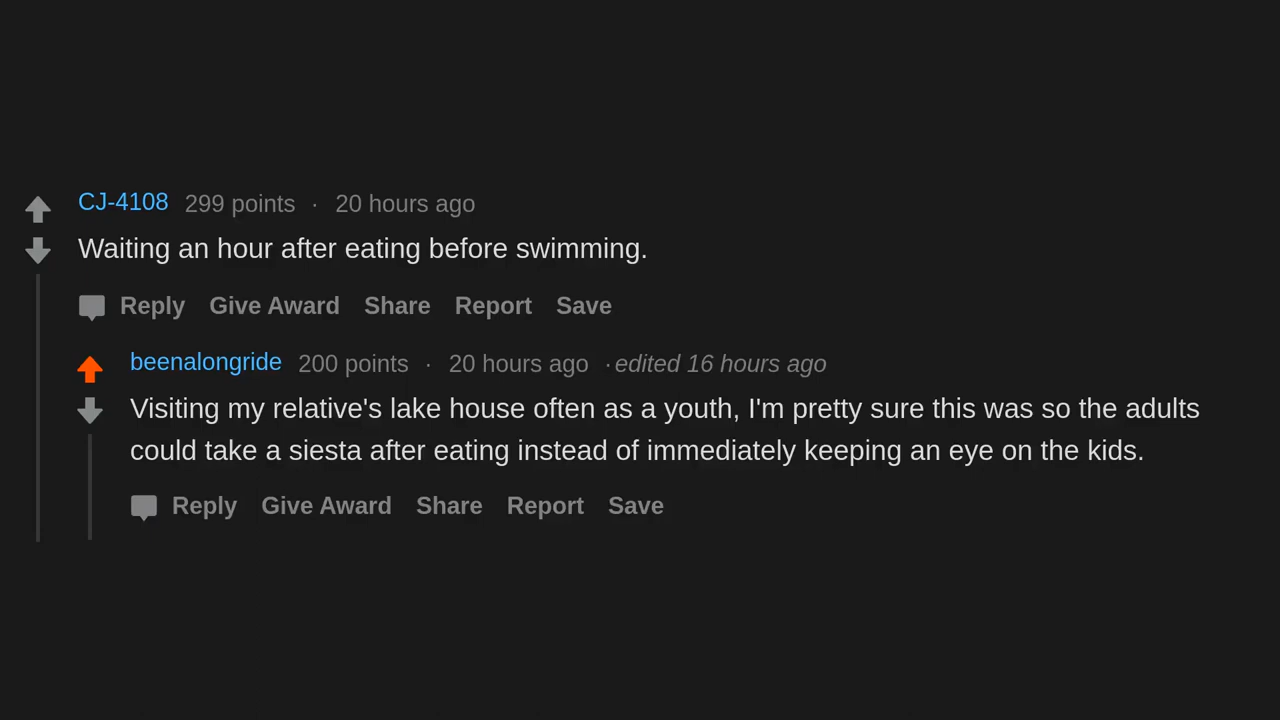 CJ-4108 299 points · 20 hours ago
Waiting an hour after eating before swimming.
Reply Give Award Share Report Save
beenalongride 200 points · 20 hours ago · edited 16 hours ago
Visiting my relative's lake house often as a youth, I'm pretty sure this was so the adults
could take a siesta after eating instead of immediately keeping an eye on the kids.
Reply Give Award Share Report Save